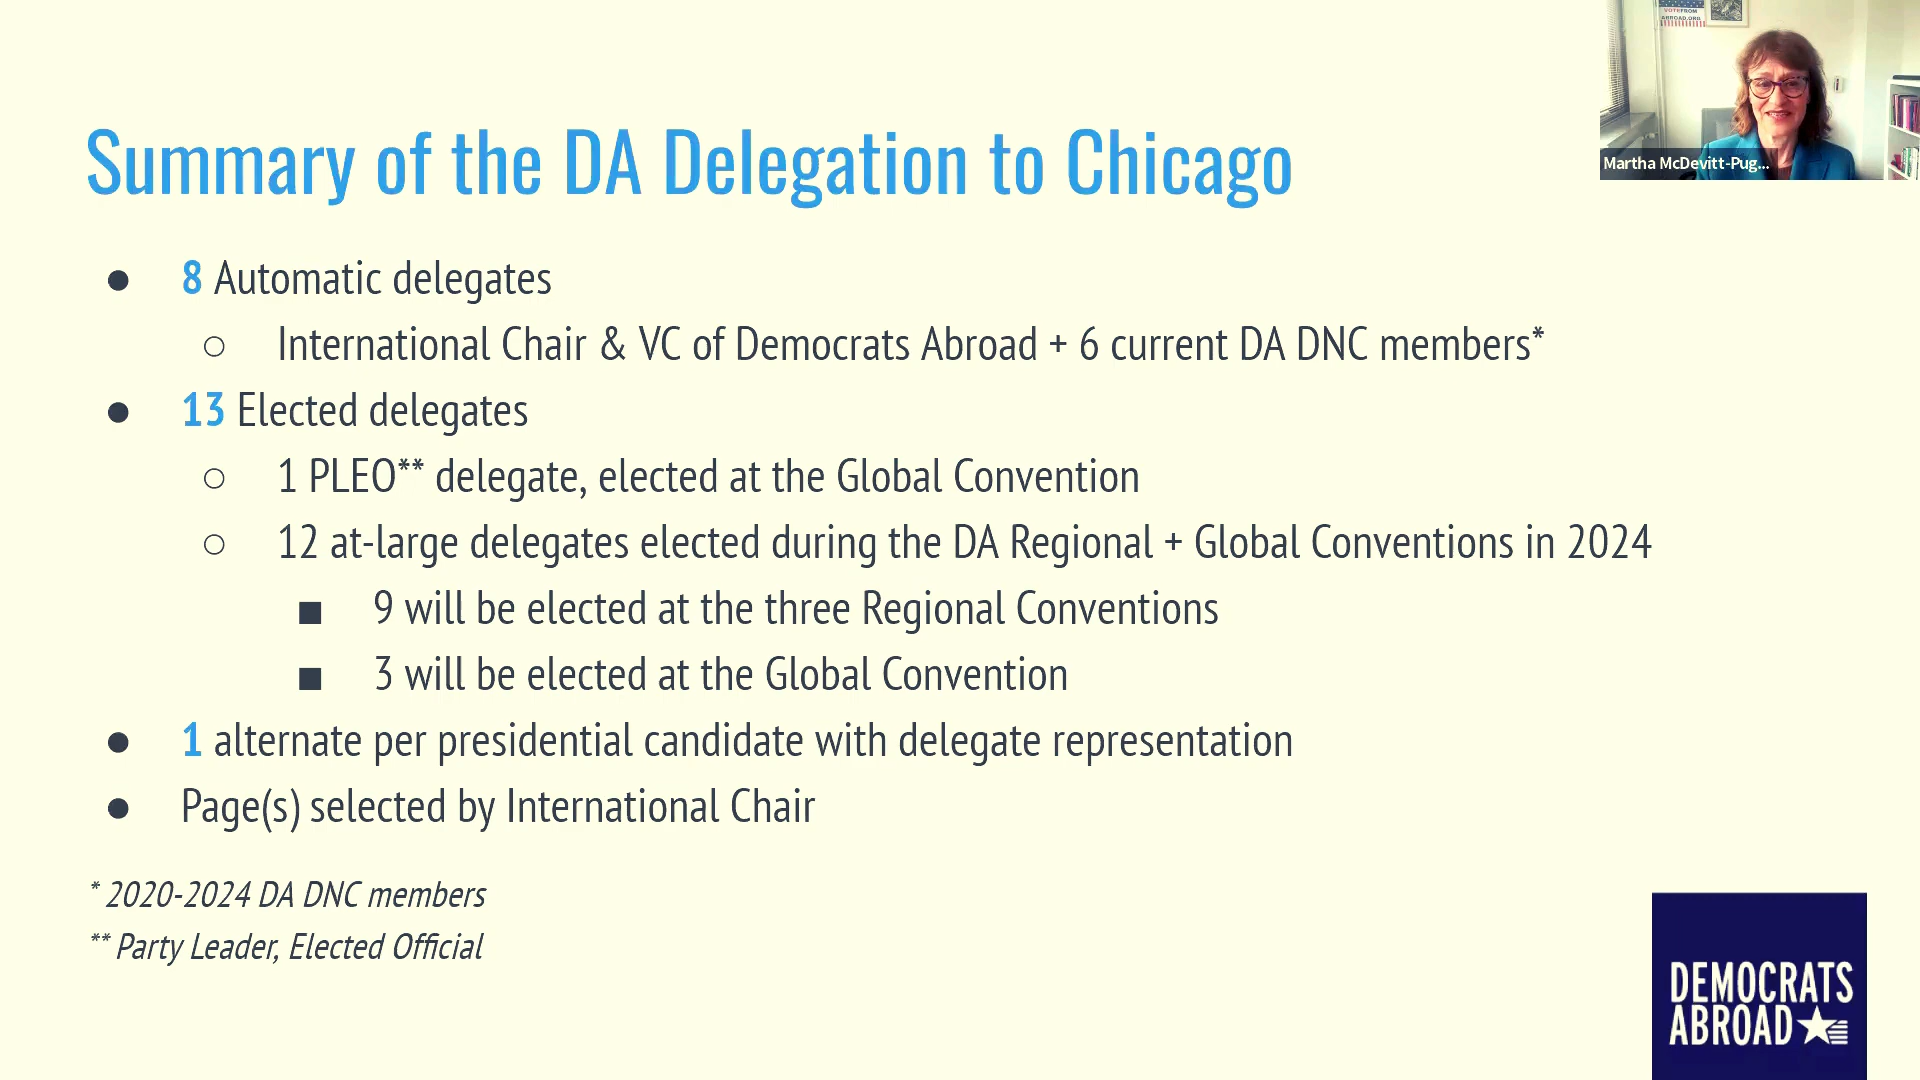 VOTEFROM
ABROAD.ORG
Martha McDevitt-Pug...
Summary of the DA Delegation to Chicago
● 8 Automatic delegates
○ International Chair & VC of Democrats Abroad + 6 current DA DNC members*
● 13 Elected delegates
○ 1 PLEO** delegate, elected at the Global Convention
○ 12 at-large delegates elected during the DA Regional + Global Conventions in 2024
■ 9 will be elected at the three Regional Conventions
■ 3 will be elected at the Global Convention
● 1 alternate per presidential candidate with delegate representation
● Page(s) selected by International Chair
* 2020-2024 DA DNC members
** Party Leader, Elected Official
DEMOCRATS
ABROAD